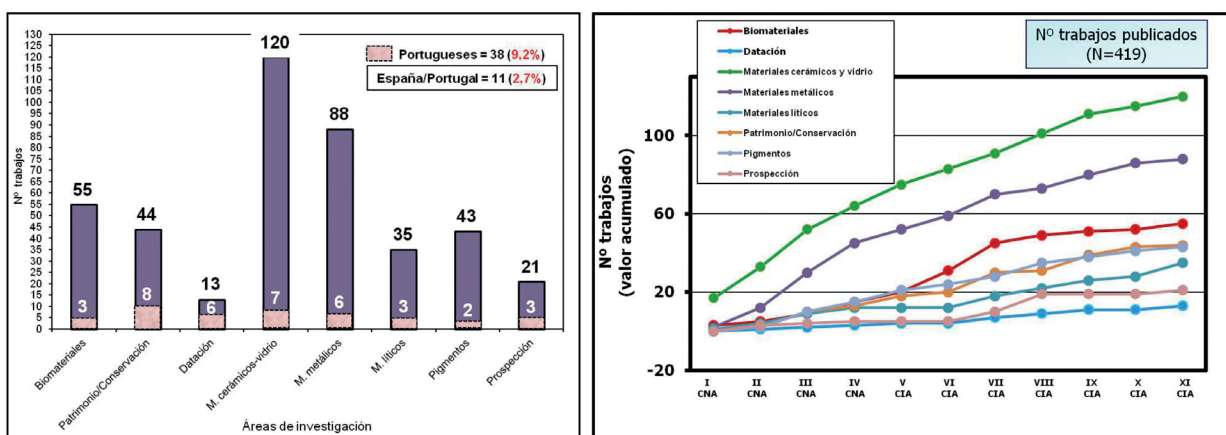 130
125
120
115
110
105
100
95
90
85
80
75
70
65
60
55
50
45
40
35
30
25
20
15
10
5
0
Nº trabajos
Portugueses = 38 (9,2%)
España/Portugal = 11 (2,7%)
55
44
13
120
88
35
43
21
3
8
6
7
6
3
2
3
Biomateriales
Patrimonio/Conservación
Datación
M. cerámicos-vidrio
M. metálicos
M. líticos
Pigmentos
Prospección
Áreas de investigación
Nº trabajos publicados
(N=419)
Biomateriales
Datación
Materiales cerámicos y vidrio
Materiales metálicos
Materiales líticos
Patrimonio/Conservación
Pigmentos
Prospección
Nº trabajos
(valor acumulado)
100
60
20
-20
I II III IV V VI VII VIII IX X XI
CNA CNA CNA CNA CIA CIA CIA CIA CIA CIA CIA